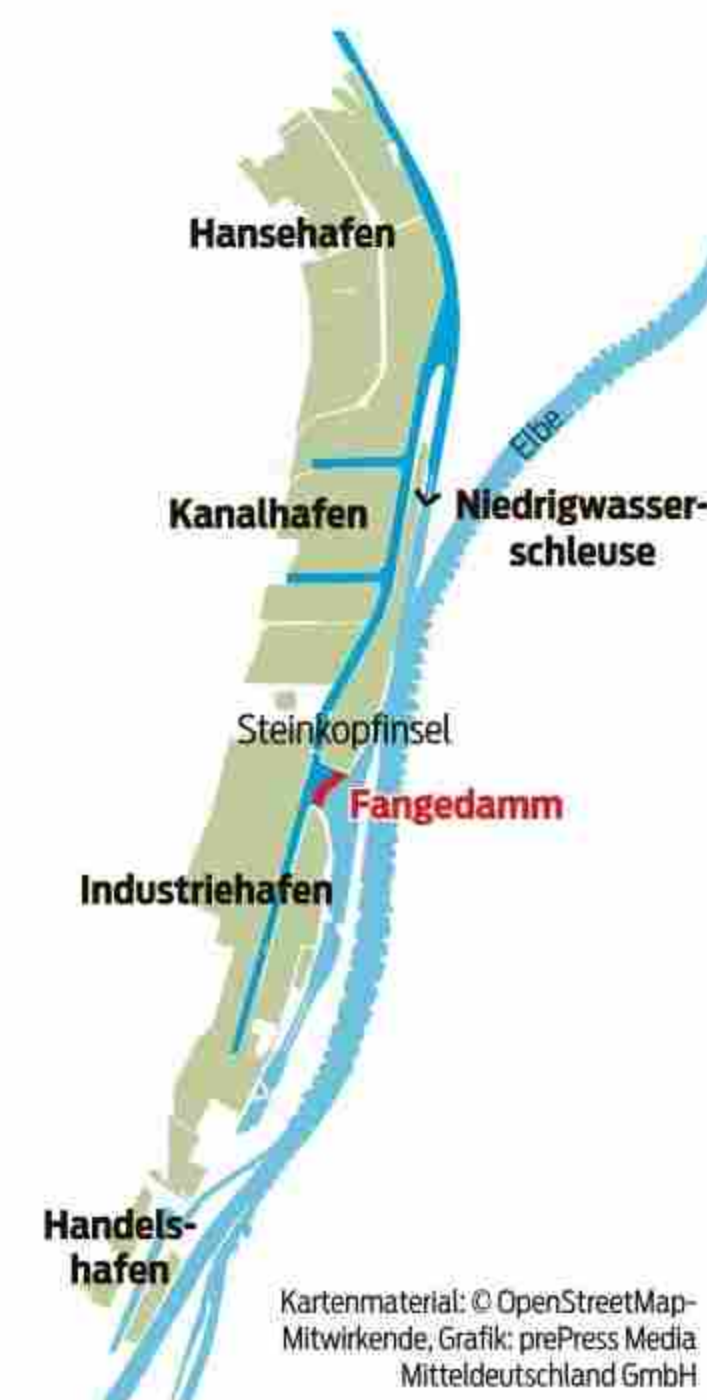 Hansehafen
Elbe
Kanalhafen
Niedrigwasser-
schleuse
Steinkopfinsel
Fangedamm
Industriehafen
Handels-
hafen
Kartenmaterial: © OpenStreetMap-
Mitwirkende, Grafik: prePress Media
Mitteldeutschland GmbH